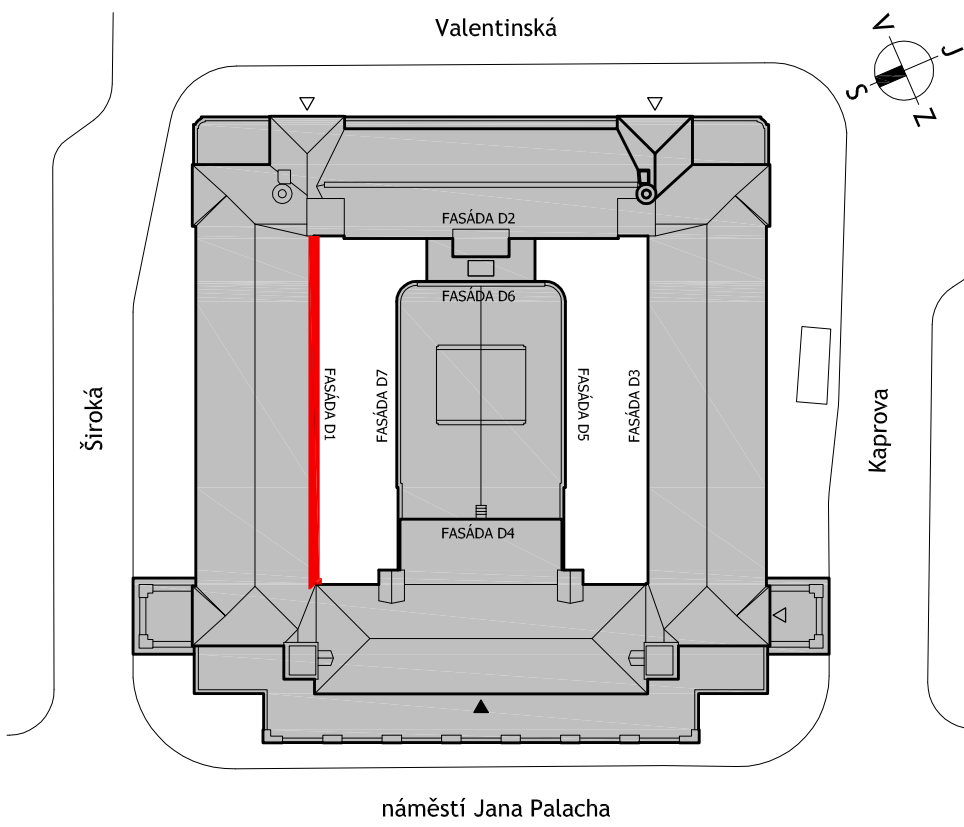 Valentinská
V
J
S
Z
FASÁDA D2
FASÁDA D6
FASÁDA D1
FASÁDA D7
FASÁDA D5
FASÁDA D3
Široká
Kaprova
FASÁDA D4
náměstí Jana Palacha